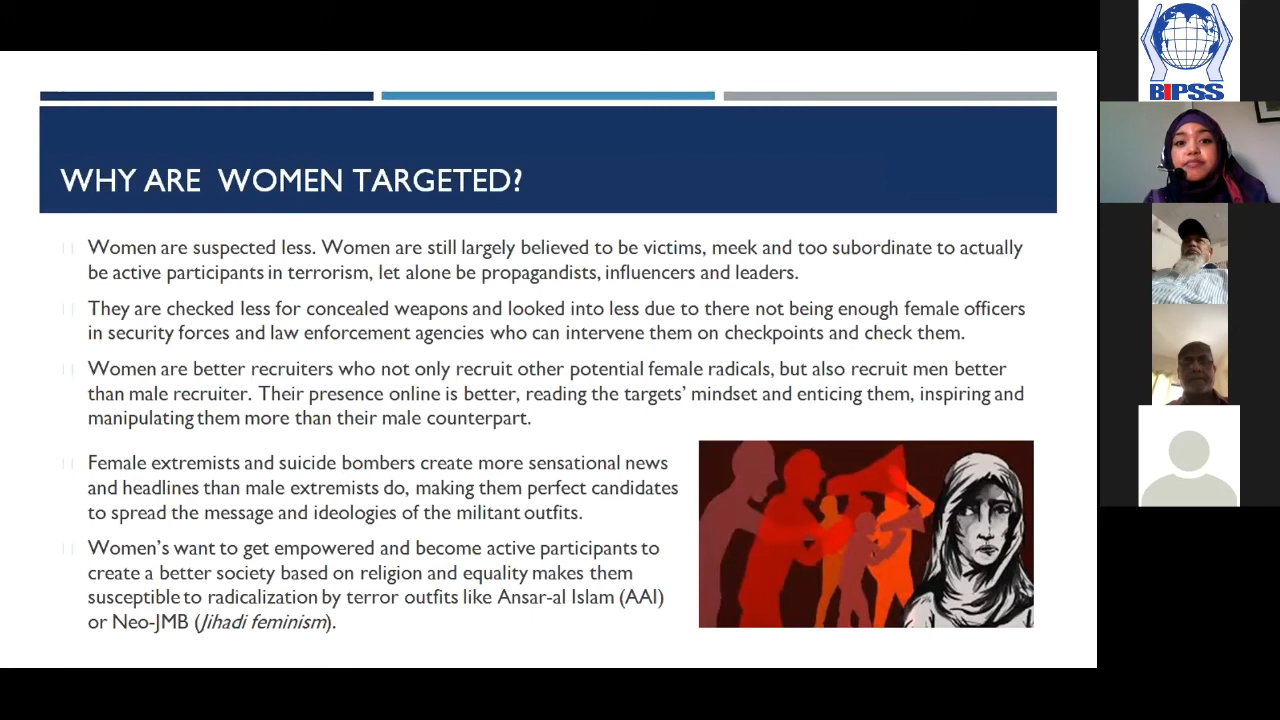 WHY ARE WOMEN TARGETED?
Women are suspected less. Women are still largely believed to be victims, meek and too subordinate to actually
be active participants in terrorism, let alone be propagandists, influencers and leaders.
They are checked less for concealed weapons and looked into less due to there not being enough female officers
in security forces and law enforcement agencies who can intervene them on checkpoints and check them.
Women are better recruiters who not only recruit other potential female radicals, but also recruit men better
than male recruiter. Their presence online is better, reading the targets’ mindset and enticing them, inspiring and
manipulating them more than their male counterpart.
Female extremists and suicide bombers create more sensational news
and headlines than male extremists do, making them perfect candidates
to spread the message and ideologies of the militant outfits.
Women’s want to get empowered and become active participants to
create a better society based on religion and equality makes them
susceptible to radicalization by terror outfits like Ansar-al Islam (AAI)
or Neo-JMB (Jihadi feminism).
BIPSS